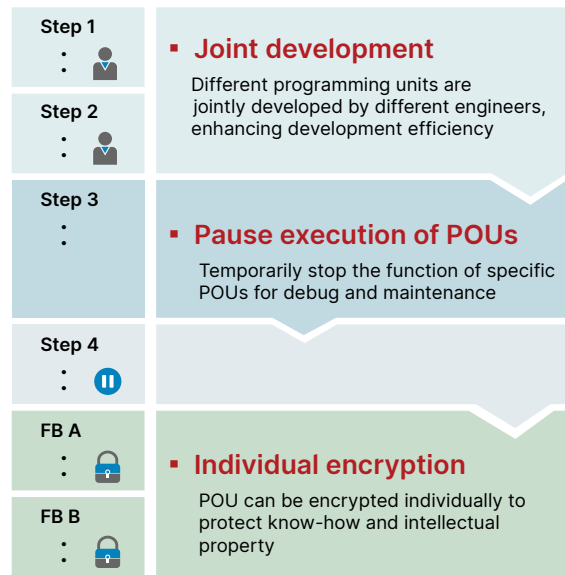 Step 1
Step 2
Step 3
Step 4
FB A
FB B
▪ Joint development
Different programming units are
jointly developed by different engineers,
enhancing development efficiency
▪ Pause execution of POUs
Temporarily stop the function of specific
POUs for debug and maintenance
▪ Individual encryption
POU can be encrypted individually to
protect know-how and intellectual
property